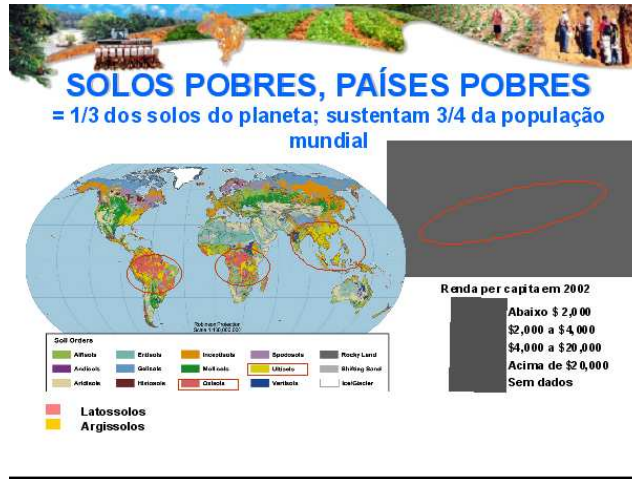 SOLOS POBRES, PAÍSES POBRES
= 1/3 dos solos do planeta; sustentam 3/4 da população
mundial
Robinson Projection
Soil Orders
Alfisols Entisols Inceptisols Spodosols Rocky Land
Andisols Gelisols Mollisols Ultisols Shifting Sand
Aridisols Histosols Oxisols Vertisols Ice/Glacier
Latossolos
Argissolos
Renda per capita em 2002
Abaixo $ 2,000
$2,000 a $4,000
$4,000 a $20,000
Acima de $20,000
Sem dados